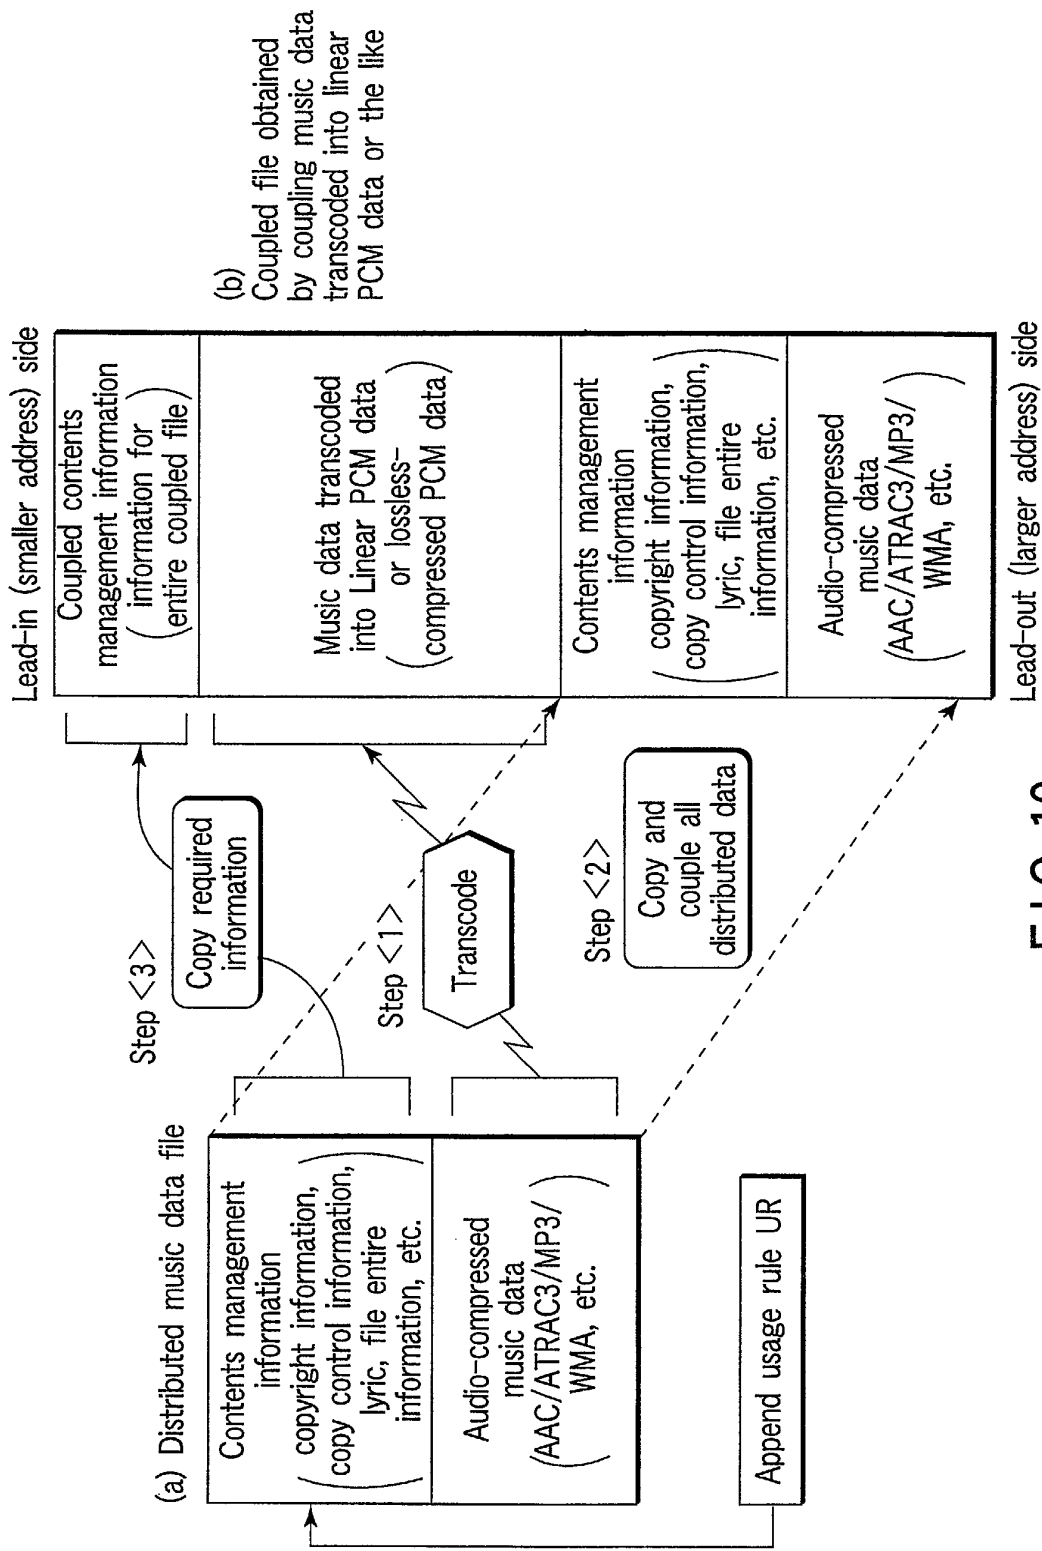 (a) Distributed music data file
Contents management
information
copyright information,
copy control information,
lyric, file entire
information, etc.
Audio-compressed
music data
(AAC/ATRAC3/MP3/
WMA, etc.)
Append usage rule UR
Step <3>
Copy required
information
Step <1>
Transcode
Step <2>
Copy and
couple all
distributed data
Lead-in (smaller address) side
Coupled contents
management information
(information for
entire coupled file)
Music data transcoded
into Linear PCM data
(or lossless-
compressed PCM data)
Contents management
information
copyright information,
copy control information,
lyric, file entire
information, etc.
Audio-compressed
music data
(AAC/ATRAC3/MP3/
WMA, etc.)
Lead-out (larger address) side
(b)
Coupled file obtained
by coupling music data
transcoded into linear
PCM data or the like